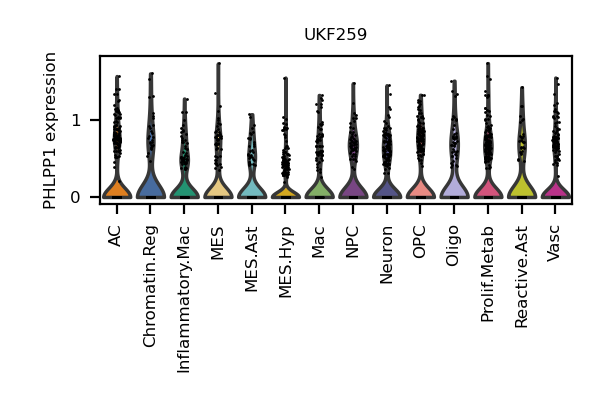 UKF259
PHLPP1 expression
1
0
AC
Chromatin.Reg
Inflammatory.Mac
MES
MES.Ast
MES.Hyp
Mac
NPC
Neuron
OPC
Oligo
Prolif.Metab
Reactive.Ast
Vasc